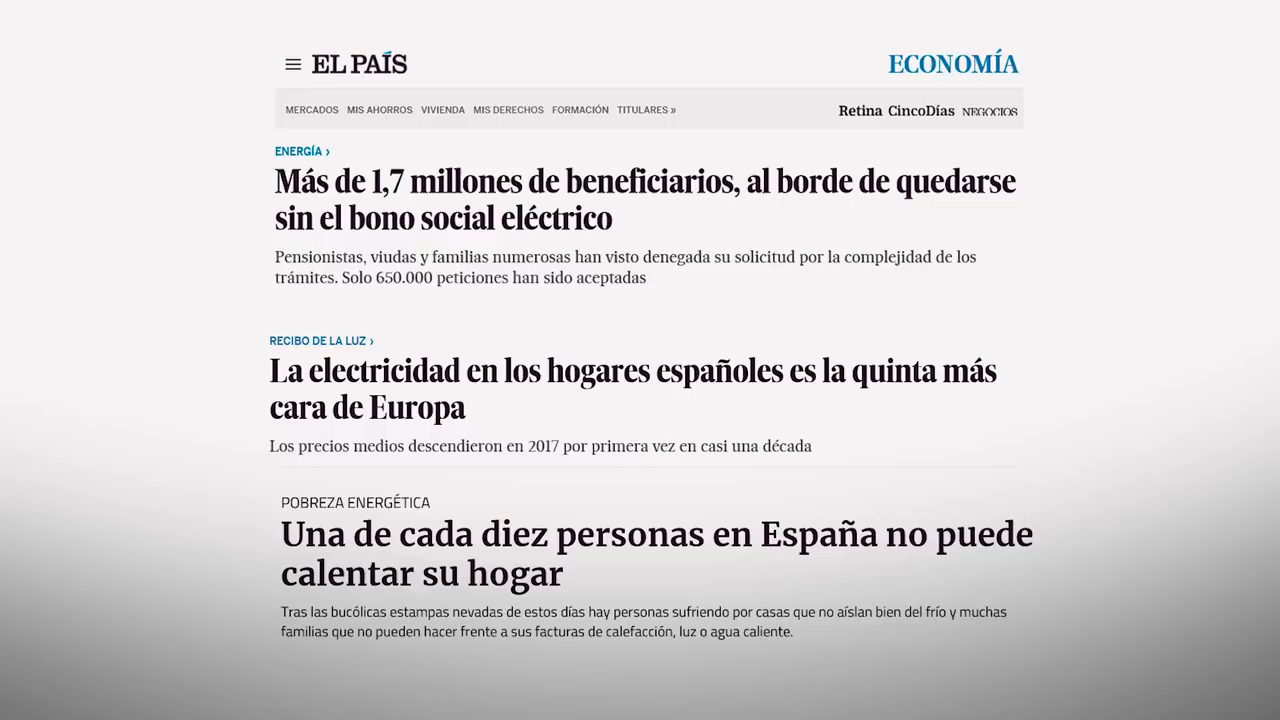 EL PAÍS
ECONOMÍA
MERCADOS MIS AHORROS VIVIENDA MIS DERECHOS FORMACIÓN TITULARES »
Retina CincoDías NEGOCIOS
ENERGÍA ›
Más de 1,7 millones de beneficiarios, al borde de quedarse
sin el bono social eléctrico
Pensionistas, viudas y familias numerosas han visto denegada su solicitud por la complejidad de los
trámites. Solo 650.000 peticiones han sido aceptadas
RECIBO DE LA LUZ ›
La electricidad en los hogares españoles es la quinta más
cara de Europa
Los precios medios descendieron en 2017 por primera vez en casi una década
POBREZA ENERGÉTICA
Una de cada diez personas en España no puede
calentar su hogar
Tras las bucólicas estampas nevadas de estos días hay personas sufriendo por casas que no aíslan bien del frío y muchas
familias que no pueden hacer frente a sus facturas de calefacción, luz o agua caliente.